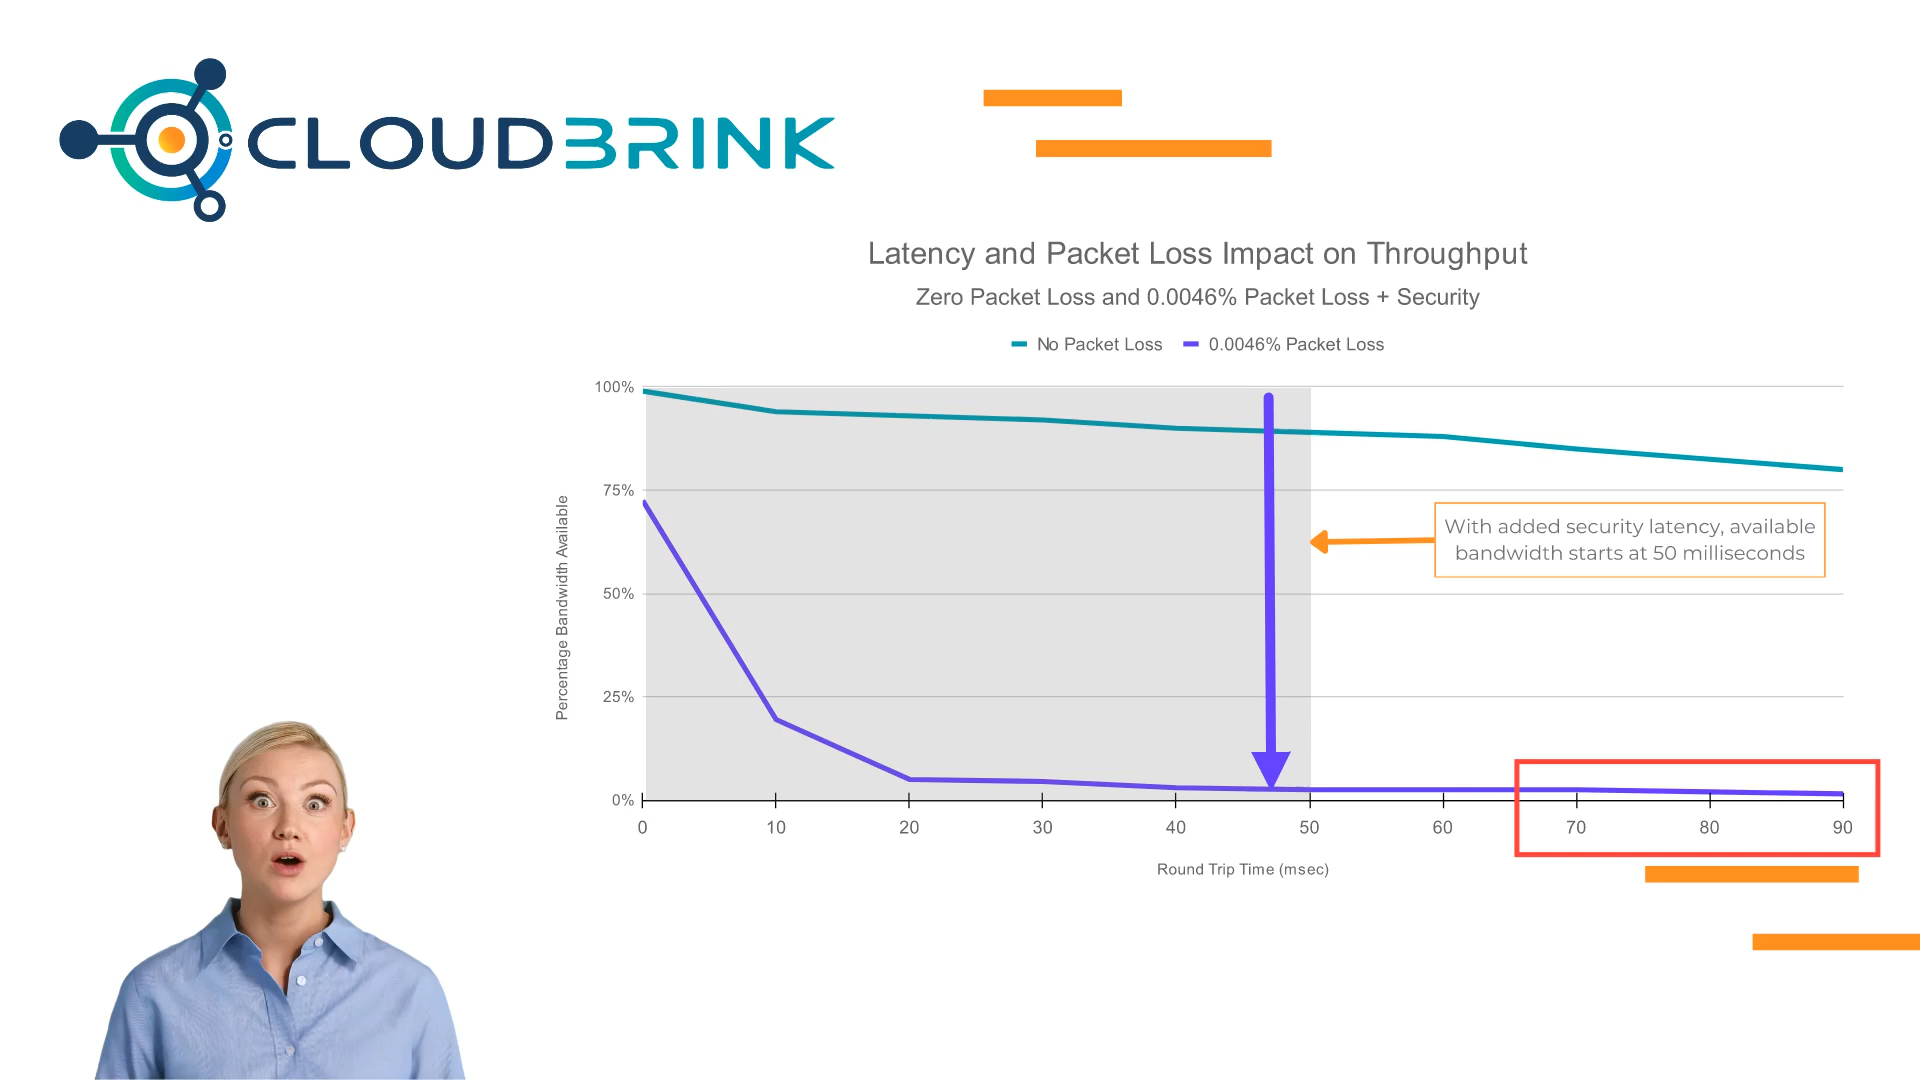 CLOUDBRINK
Latency and Packet Loss Impact on Throughput
Zero Packet Loss and 0.0046% Packet Loss + Security
No Packet Loss 0.0046% Packet Loss
100%
75%
50%
25%
0%
Percentage Bandwidth Available
With added security latency, available
bandwidth starts at 50 milliseconds
0 10 20 30 40 50 60 70 80 90
Round Trip Time (msec)